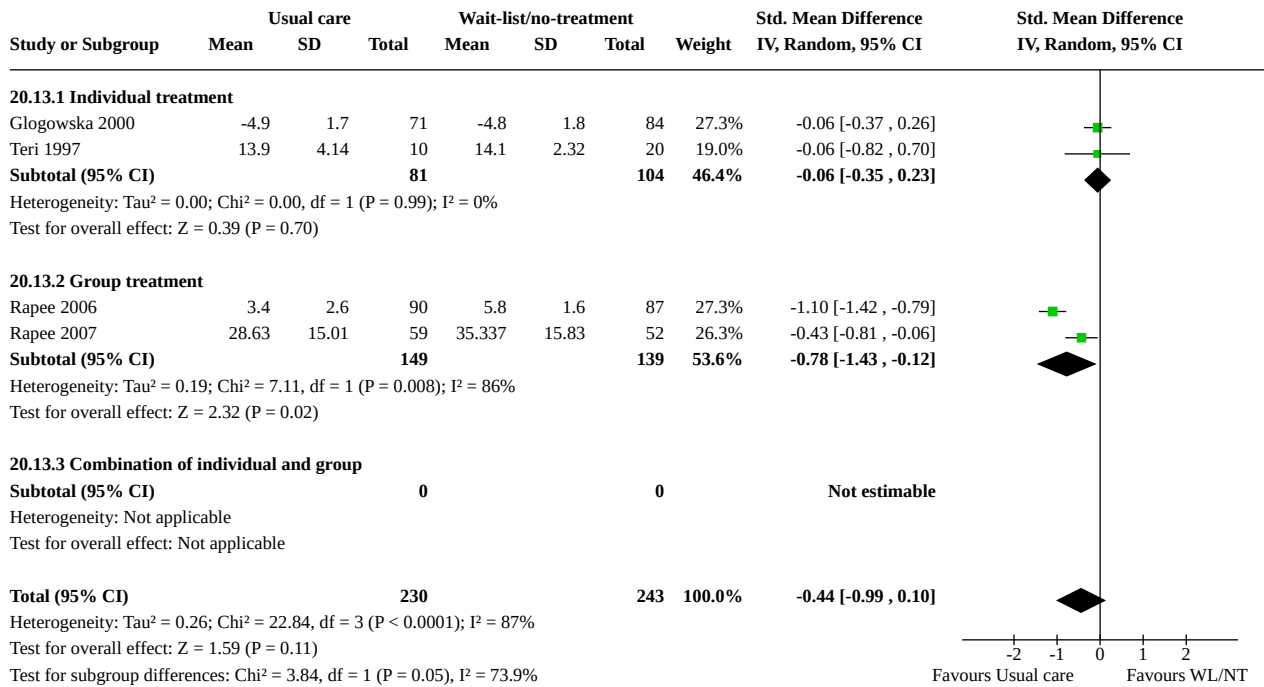 Usual care Wait-list/no-treatment Std. Mean Difference Std. Mean Difference
Study or Subgroup Mean SD Total Mean SD Total Weight IV, Random, 95% CI IV, Random, 95% CI
20.13.1 Individual treatment
Glogowska 2000 -4.9 1.7 71 -4.8 1.8 84 27.3% -0.06 [-0.37 , 0.26]
Teri 1997 13.9 4.14 10 14.1 2.32 20 19.0% -0.06 [-0.82 , 0.70]
Subtotal (95% CI) 81 104 46.4% -0.06 [-0.35 , 0.23]
Heterogeneity: Tau² = 0.00; Chi² = 0.00, df = 1 (P = 0.99); I² = 0%
Test for overall effect: Z = 0.39 (P = 0.70)
20.13.2 Group treatment
Rapee 2006 3.4 2.6 90 5.8 1.6 87 27.3% -1.10 [-1.42 , -0.79]
Rapee 2007 28.63 15.01 59 35.337 15.83 52 26.3% -0.43 [-0.81 , -0.06]
Subtotal (95% CI) 149 139 53.6% -0.78 [-1.43 , -0.12]
Heterogeneity: Tau² = 0.19; Chi² = 7.11, df = 1 (P = 0.008); I² = 86%
Test for overall effect: Z = 2.32 (P = 0.02)
20.13.3 Combination of individual and group
Subtotal (95% CI) 0 0 Not estimable
Heterogeneity: Not applicable
Test for overall effect: Not applicable
Total (95% CI) 230 243 100.0% -0.44 [-0.99 , 0.10]
Heterogeneity: Tau² = 0.26; Chi² = 22.84, df = 3 (P < 0.0001); I² = 87%
Test for overall effect: Z = 1.59 (P = 0.11) -2 -1 0 1 2
Test for subgroup differences: Chi² = 3.84, df = 1 (P = 0.05), I² = 73.9% Favours Usual care Favours WL/NT